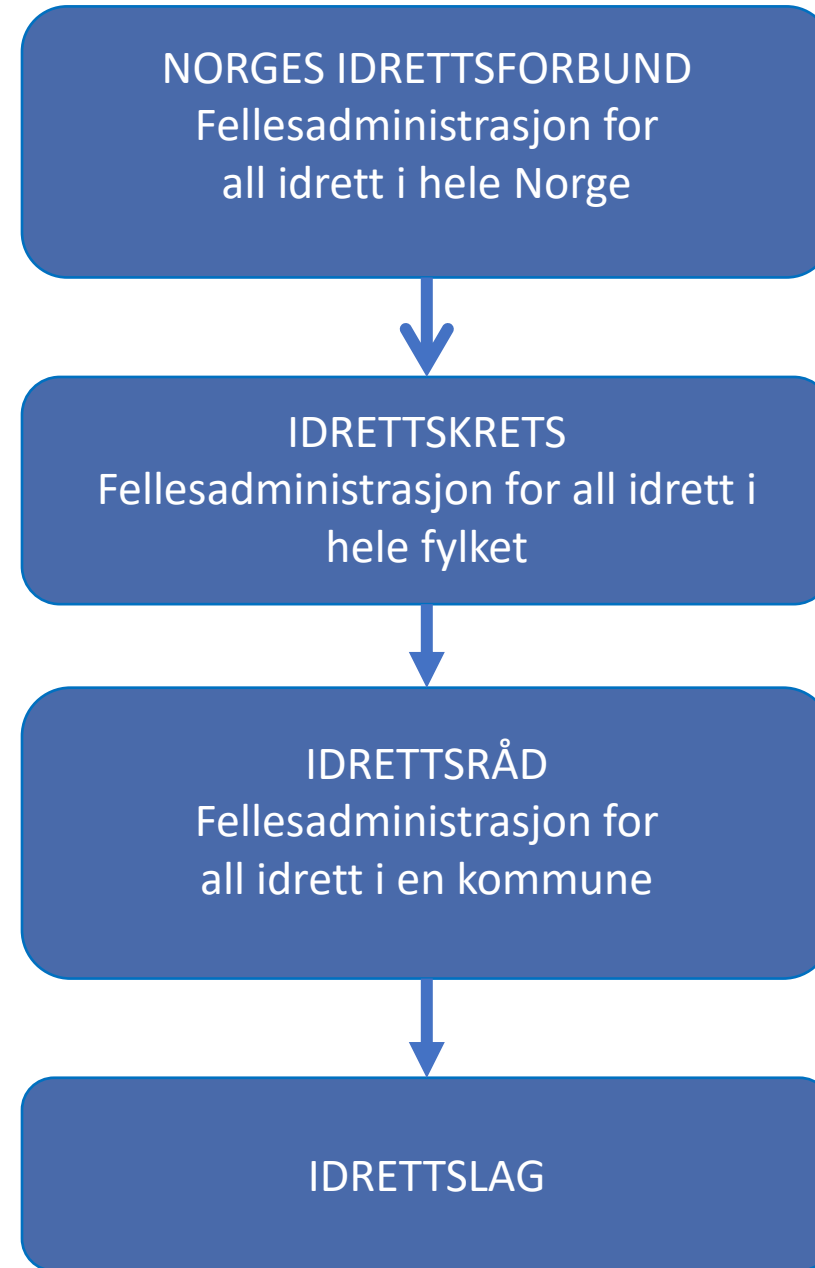 NORGES IDRETTSFORBUND
Fellesadministrasjon for
all idrett i hele Norge
IDRETTSKRETS
Fellesadministrasjon for all idrett i
hele fylket
IDRETTSRÅD
Fellesadministrasjon for
all idrett i en kommune
IDRETTSLAG